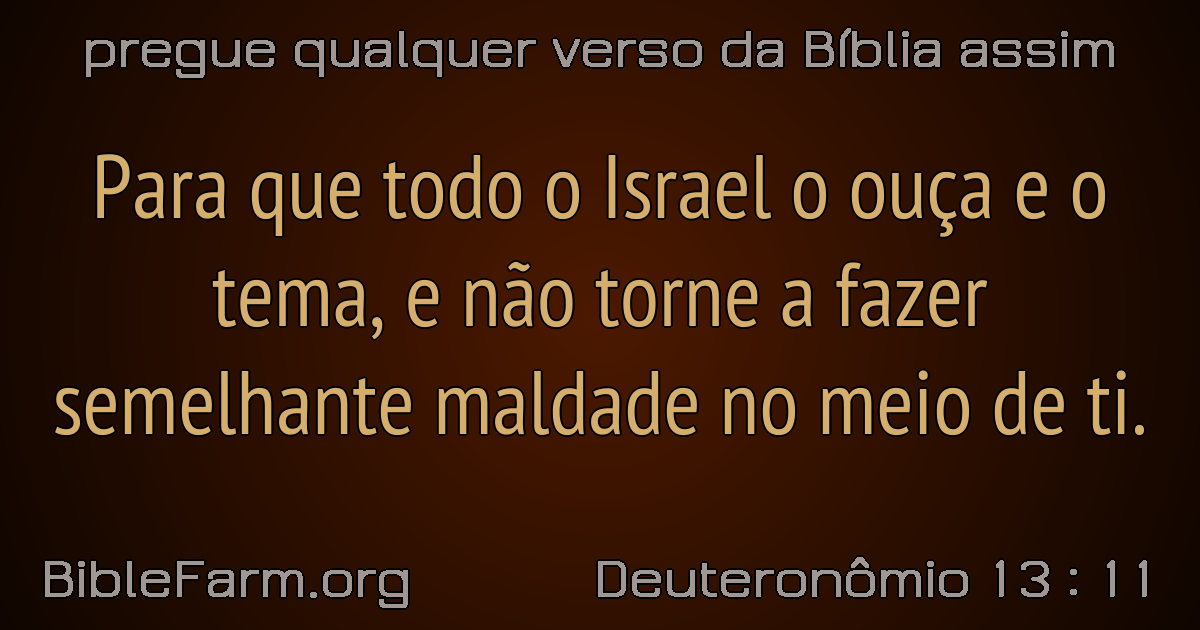 pregue qualquer verso da Bíblia assim
Para que todo o Israel o ouça e o
tema, e não torne a fazer
semelhante maldade no meio de ti.
BibleFarm.org
Deuteronômio 13 : 11